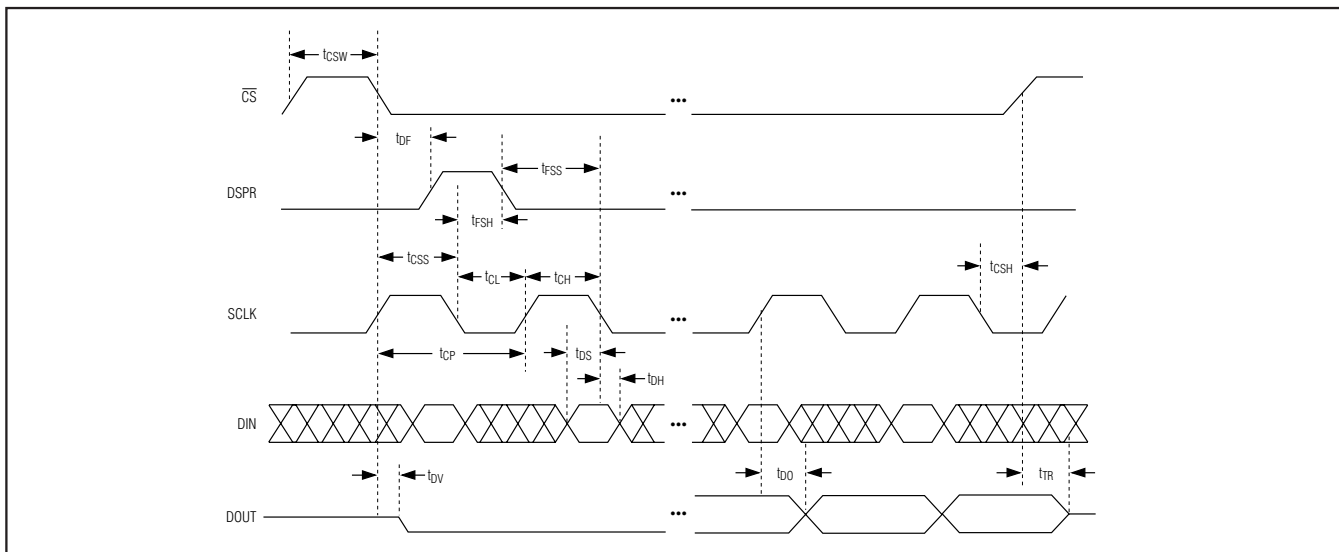 tCSW
CS
...
tDF
tFSS
DSPR
...
tFSH
tCSS
tCL
tCH
tCSH
SCLK
...
tCP
tDS
tDH
DIN
...
tDV
tDO
tTR
DOUT
...